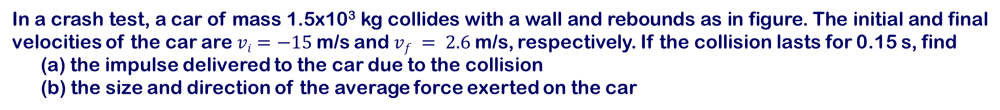 In a crash test, a car of mass 1.5x10³ kg collides with a wall and rebounds as in figure. The initial and final
velocities of the car are 𝑣ᵢ = −15 m/s and 𝑣_f = 2.6 m/s, respectively. If the collision lasts for 0.15 s, find
(a) the impulse delivered to the car due to the collision
(b) the size and direction of the average force exerted on the car